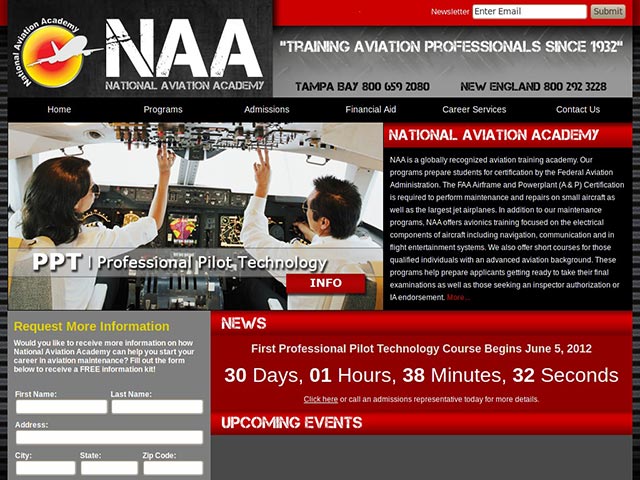 Newsletter Enter Email Submit
National Aviation Academy
NAA
NATIONAL AVIATION ACADEMY
"TRAINING AVIATION PROFESSIONALS SINCE 1932"
TAMPA BAY 800 659 2080 NEW ENGLAND 800 292 3228
Home Programs Admissions Financial Aid Career Services Contact Us
PPT | Professional Pilot Technology
INFO
NATIONAL AVIATION ACADEMY
NAA is a globally recognized aviation training academy. Our
programs prepare students for certification by the Federal Aviation
Administration. The FAA Airframe and Powerplant (A & P) Certification
is required to perform maintenance and repairs on small aircraft as
well as the largest jet airplanes. In addition to our maintenance
programs, NAA offers avionics training focused on the electrical
components of aircraft including navigation, communication and in
flight entertainment systems. We also offer short courses for those
qualified individuals with an advanced aviation background. These
programs help prepare applicants getting ready to take their final
examinations as well as those seeking an inspector authorization or
IA endorsement. More...
Request More Information
Would you like to receive more information on how
National Aviation Academy can help you start your
career in aviation maintenance? Fill out the form
below to receive a FREE information kit!
First Name: Last Name:
Address:
City: State: Zip Code:
NEWS
First Professional Pilot Technology Course Begins June 5, 2012
30 Days, 01 Hours, 38 Minutes, 32 Seconds
Click here or call an admissions representative today for more details.
UPCOMING EVENTS